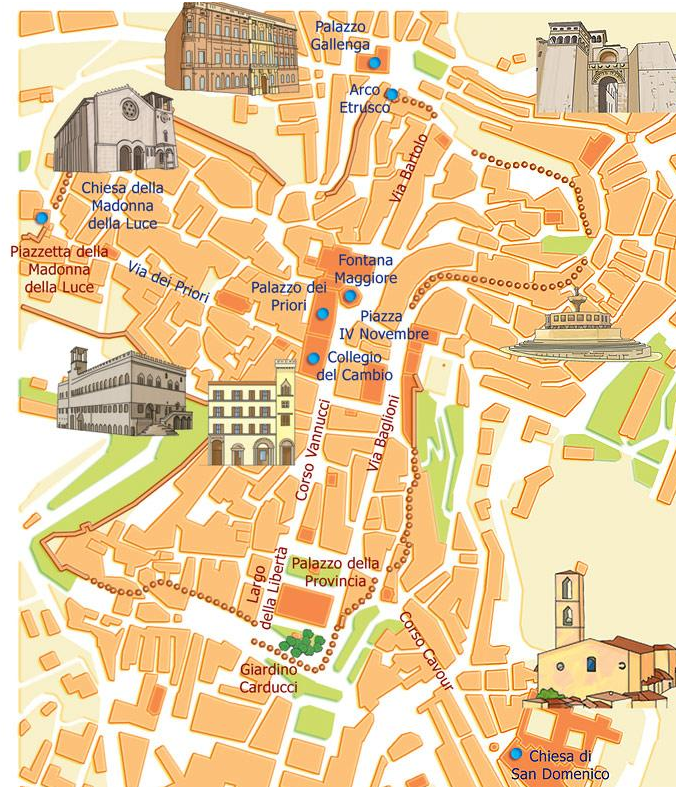 Palazzo
Gallenga
Arco
Etrusco
Via Bartolo
Chiesa della
Madonna
della Luce
Piazzetta della
Madonna
della Luce
Via dei Priori
Fontana
Maggiore
Palazzo dei
Priori
Piazza
IV Novembre
Collegio
del Cambio
Corso Vannucci
Via Baglioni
Largo
della Libertà
Palazzo della
Provincia
Corso Cavour
Giardino
Carducci
Chiesa di
San Domenico